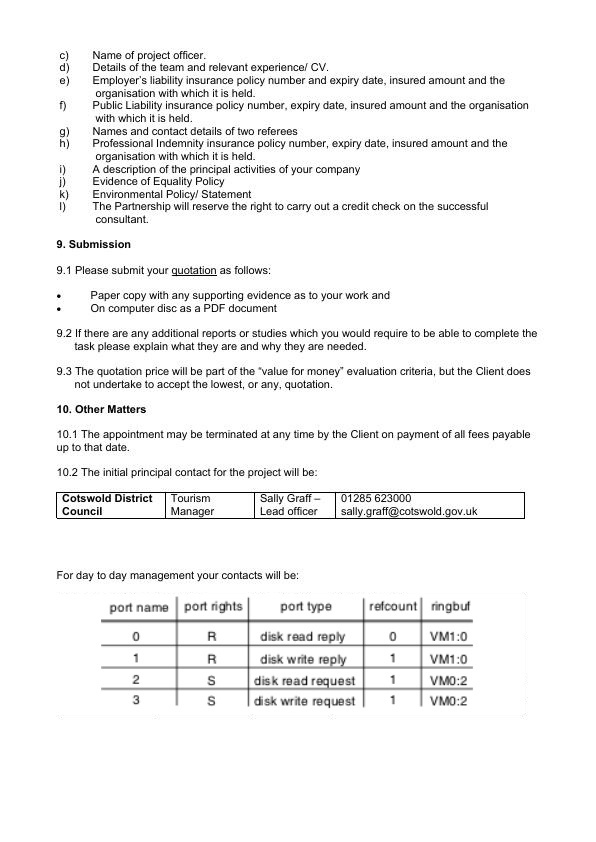 c) Name of project officer.
d) Details of the team and relevant experience/ CV.
e) Employer's liability insurance policy number and expiry date, insured amount and the
organisation with which it is held.
f) Public Liability insurance policy number, expiry date, insured amount and the organisation
with which it is held.
g) Names and contact details of two referees
h) Professional Indemnity insurance policy number, expiry date, insured amount and the
organisation with which it is held.
i) A description of the principal activities of your company
j) Evidence of Equality Policy
k) Environmental Policy/ Statement
l) The Partnership will reserve the right to carry out a credit check on the successful
consultant.
9. Submission
9.1 Please submit your quotation as follows:
• Paper copy with any supporting evidence as to your work and
• On computer disc as a PDF document
9.2 If there are any additional reports or studies which you would require to be able to complete the
task please explain what they are and why they are needed.
9.3 The quotation price will be part of the “value for money” evaluation criteria, but the Client does
not undertake to accept the lowest, or any, quotation.
10. Other Matters
10.1 The appointment may be terminated at any time by the Client on payment of all fees payable
up to that date.
10.2 The initial principal contact for the project will be:
Cotswold District Tourism Sally Graff – 01285 623000
Council Manager Lead officer sally.graff@cotswold.gov.uk
For day to day management your contacts will be:
port name port rights port type refcount ringbuf
0 R disk read reply 0 VM1:0
1 R disk write reply 1 VM1:0
2 S disk read request 1 VM0:2
3 S disk write request 1 VM0:2